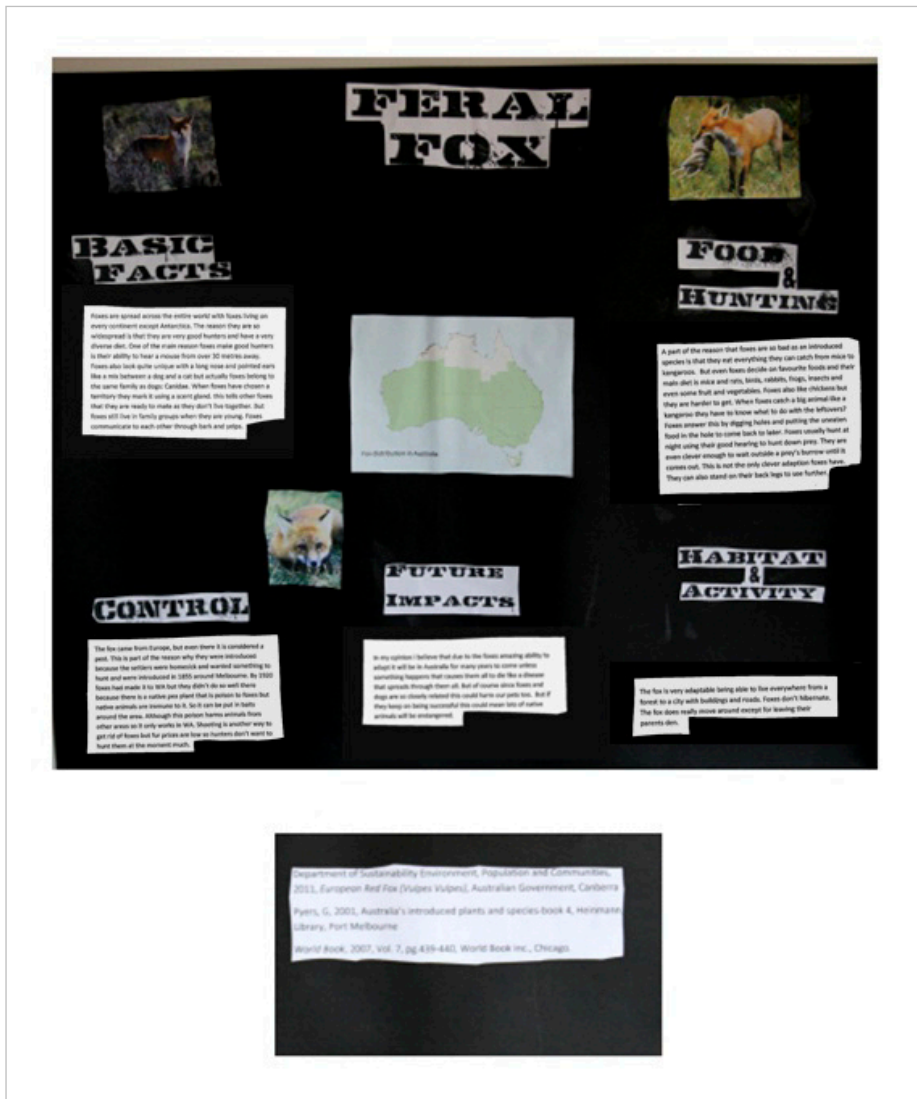 FERAL
FOX
BASIC
FACTS
Foxes are spread across the entire world with foxes living on
every continent except Antarctica. The reason they are so
widespread is that they are very good hunters and have a very
diverse diet. One of the main reason foxes make good hunters
is their ability to hear a mouse from over 30 metres away.
Foxes also look quite unique with a long nose and pointed ears
like a mix between a dog and a cat but actually foxes belong to
the same family as dogs: Canidae. When foxes have chosen a
territory they mark it using a scent gland, this tells other foxes
that they are ready to mate as they don't live together. But
foxes still live in family groups when they are young. Foxes
communicate to each other through bark and yelps.
Fox distribution in Australia
FOOD
&
HUNTING
A part of the reason that foxes are so bad as an introduced
species is that they eat everything they can catch from mice to
kangaroos. But even foxes decide on favourite foods and their
main diet is mice and rats, birds, rabbits, frogs, insects and
even some fruit and vegetables. Foxes also like chickens but
they are harder to get. When foxes catch a big animal like a
kangaroo they have to know what to do with the leftovers?
Foxes answer this by digging holes and putting the uneaten
food in the hole to come back to later. Foxes usually hunt at
night using their good hearing to hunt down prey. They are
even clever enough to wait outside a prey's burrow until it
comes out. This is not the only clever adaption foxes have.
They can also stand on their back legs to see further.
CONTROL
The fox came from Europe, but even there it is considered a
pest. This is part of the reason why they were introduced
because the settlers were homesick and wanted something to
hunt and were introduced in 1855 around Melbourne. By 1920
foxes had made it to WA but they didn't do so well there
because there is a native pea plant that is poison to foxes but
native animals are immune to it. So it can be put in baits
around the area. Although this poison harms animals from
other areas so it only works in WA. Shooting is another way to
get rid of foxes but fur prices are low so hunters don't want to
hunt them at the moment much.
FUTURE
IMPACTS
In my opinion I believe that due to the foxes amazing ability to
adapt it will be in Australia for many years to come unless
something happens that causes them all to die like a disease
that spreads through them all. But of course since foxes and
dogs are so closely related this could harm our pets too. But if
they keep on being successful this could mean lots of native
animals will be endangered.
HABITAT
&
ACTIVITY
The fox is very adaptable being able to live everywhere from a
forest to a city with buildings and roads. Foxes don't hibernate.
The fox does really move around except for leaving their
parents den.
Department of Sustainability Environment, Population and Communities,
2011, European Red Fox (Vulpes Vulpes), Australian Government, Canberra
Pyers, G, 2001, Australia's introduced plants and species-book 4, Heinmann
Library, Port Melbourne
World Book, 2007, Vol. 7, pg.439-440, World Book inc., Chicago.